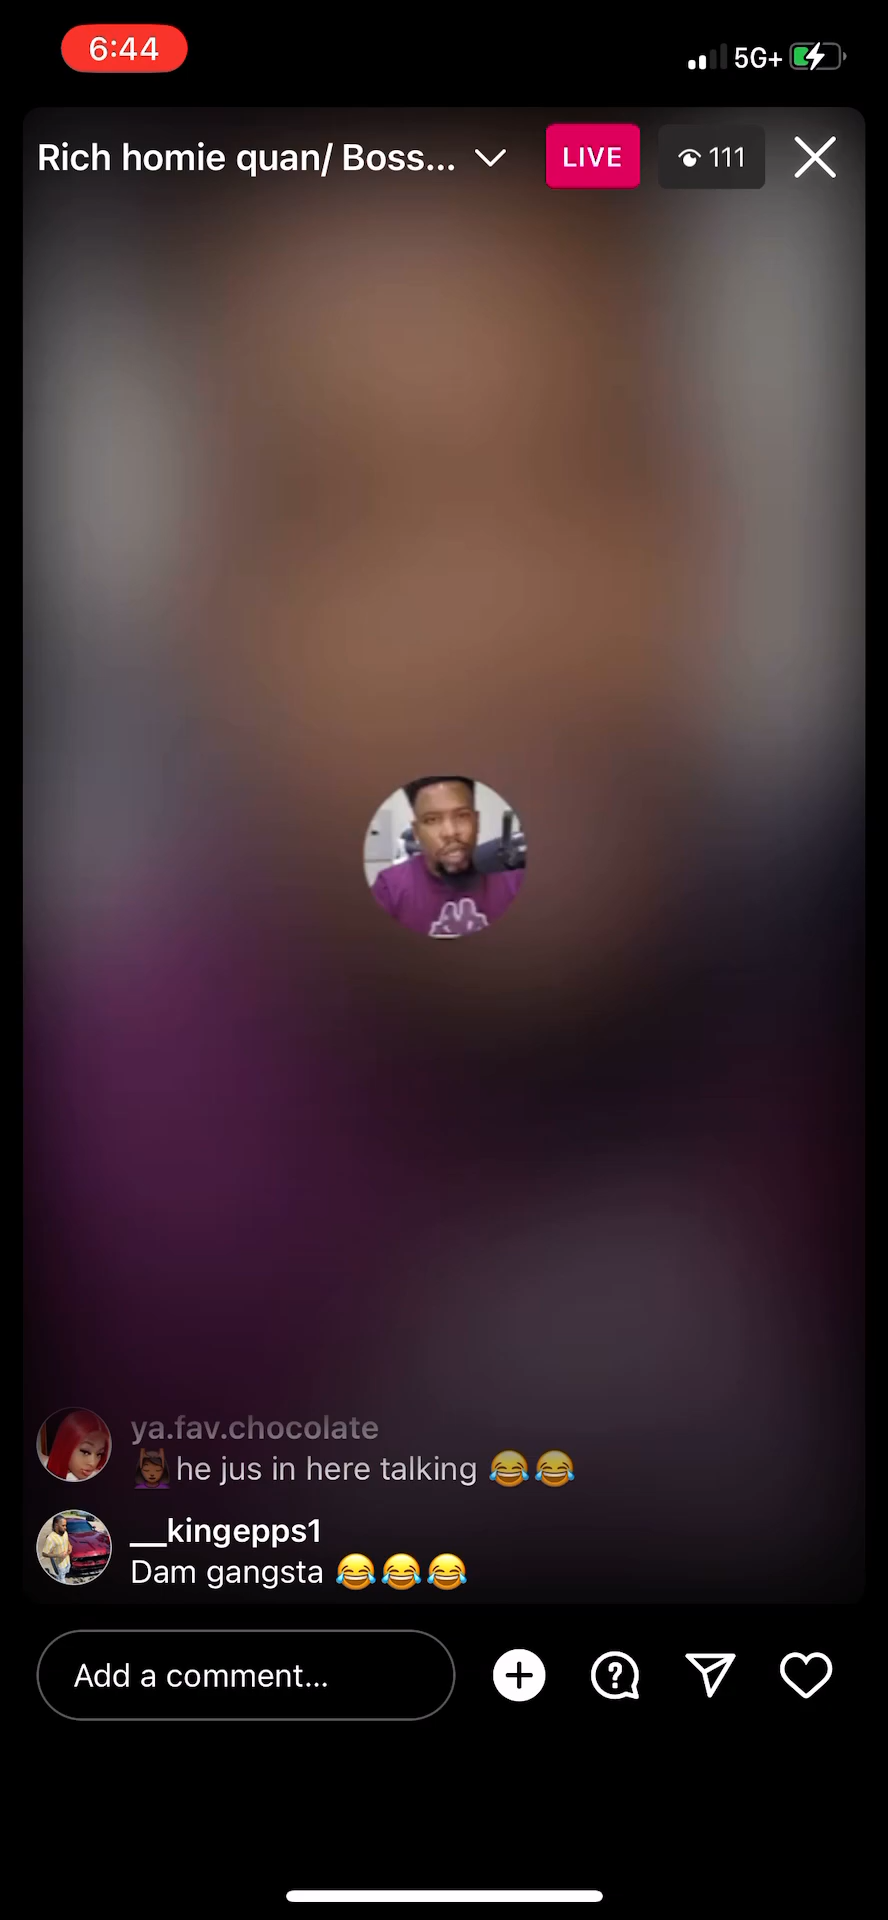 6:44
5G+
Rich homie quan/ Boss...
LIVE
111
ya.fav.chocolate
🙇🏾‍♀️he jus in here talking 😂😂
__kingepps1
Dam gangsta 😂😂😂
Add a comment...